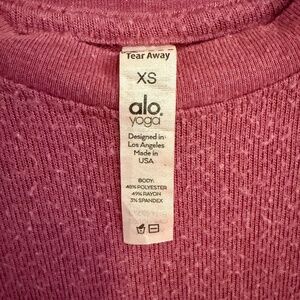 Tear Away
XS
alo.
yoga
Designed in
Los Angeles
Made in
USA
BODY:
48% POLYESTER
49% RAYON
3% SPANDEX